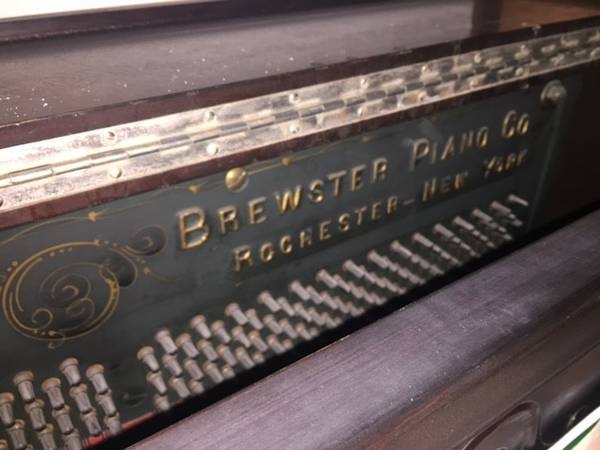 BREWSTER PIANO CO
ROCHESTER-NEW YORK